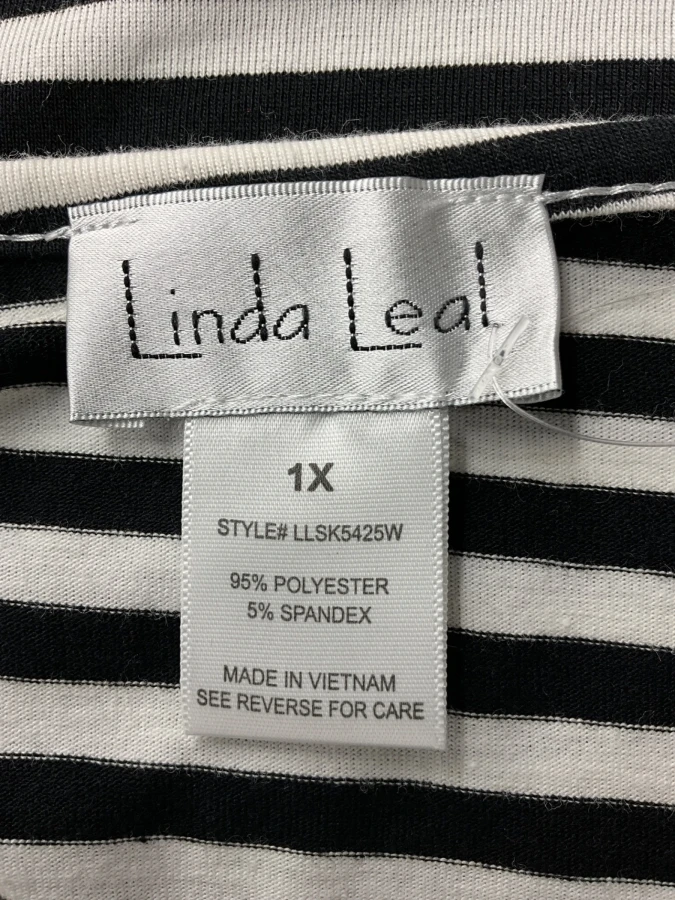 Linda Leal
1X
STYLE# LLSK5425W
95% POLYESTER
5% SPANDEX
MADE IN VIETNAM
SEE REVERSE FOR CARE